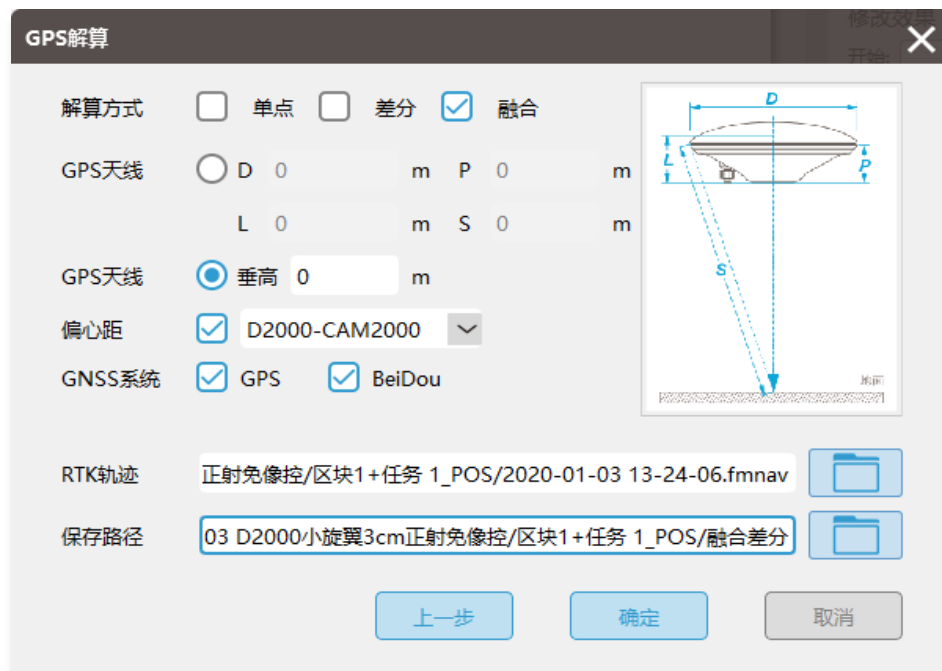 修改效果
GPS解算
开始:
解算方式 单点 差分 融合
D
GPS天线 D 0 m P 0 m
L P
L 0 m S 0 m
GPS天线 垂高 0 m
S
偏心距 D2000-CAM2000
GNSS系统 GPS BeiDou
地面
RTK轨迹 正射免像控/区块1+任务 1_POS/2020-01-03 13-24-06.fmnav
保存路径 03 D2000小旋翼3cm正射免像控/区块1+任务 1_POS/融合差分
上一步 确定 取消